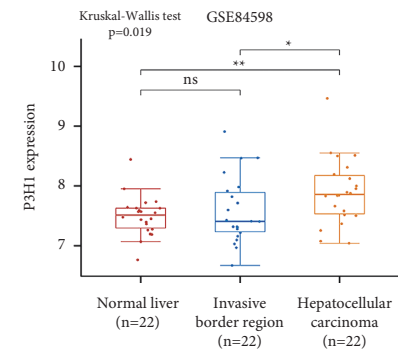 Kruskal-Wallis test
p=0.019
GSE84598
*
**
ns
P3H1 expression
10
9
8
7
Normal liver
(n=22)
Invasive
border region
(n=22)
Hepatocellular
carcinoma
(n=22)